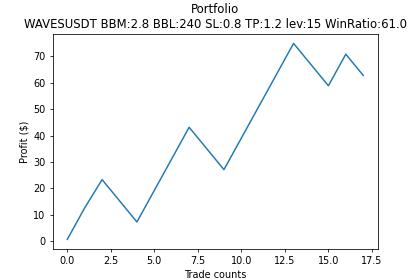 Portfolio
WAVESUSDT BBM:2.8 BBL:240 SL:0.8 TP:1.2 lev:15 WinRatio:61.0
Profit ($)
70
60
50
40
30
20
10
0
0.0 2.5 5.0 7.5 10.0 12.5 15.0 17.5
Trade counts